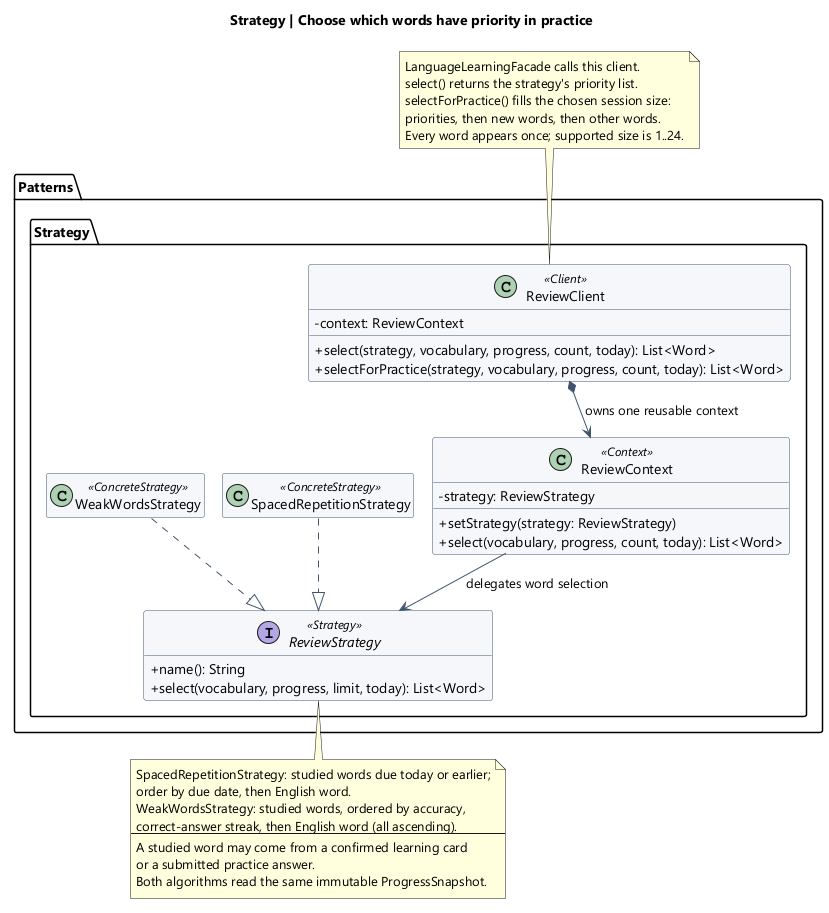 Strategy | Choose which words have priority in practice
LanguageLearningFacade calls this client.
select() returns the strategy's priority list.
selectForPractice() fills the chosen session size:
priorities, then new words, then other words.
Every word appears once; supported size is 1..24.
Patterns
Strategy
C
«Client»
ReviewClient
-context: ReviewContext
+select(strategy, vocabulary, progress, count, today): List<Word>
+selectForPractice(strategy, vocabulary, progress, count, today): List<Word>
owns one reusable context
C
«ConcreteStrategy»
WeakWordsStrategy
C
«ConcreteStrategy»
SpacedRepetitionStrategy
C
«Context»
ReviewContext
-strategy: ReviewStrategy
+setStrategy(strategy: ReviewStrategy)
+select(vocabulary, progress, count, today): List<Word>
delegates word selection
I
«Strategy»
ReviewStrategy
+name(): String
+select(vocabulary, progress, limit, today): List<Word>
SpacedRepetitionStrategy: studied words due today or earlier;
order by due date, then English word.
WeakWordsStrategy: studied words, ordered by accuracy,
correct-answer streak, then English word (all ascending).
A studied word may come from a confirmed learning card
or a submitted practice answer.
Both algorithms read the same immutable ProgressSnapshot.